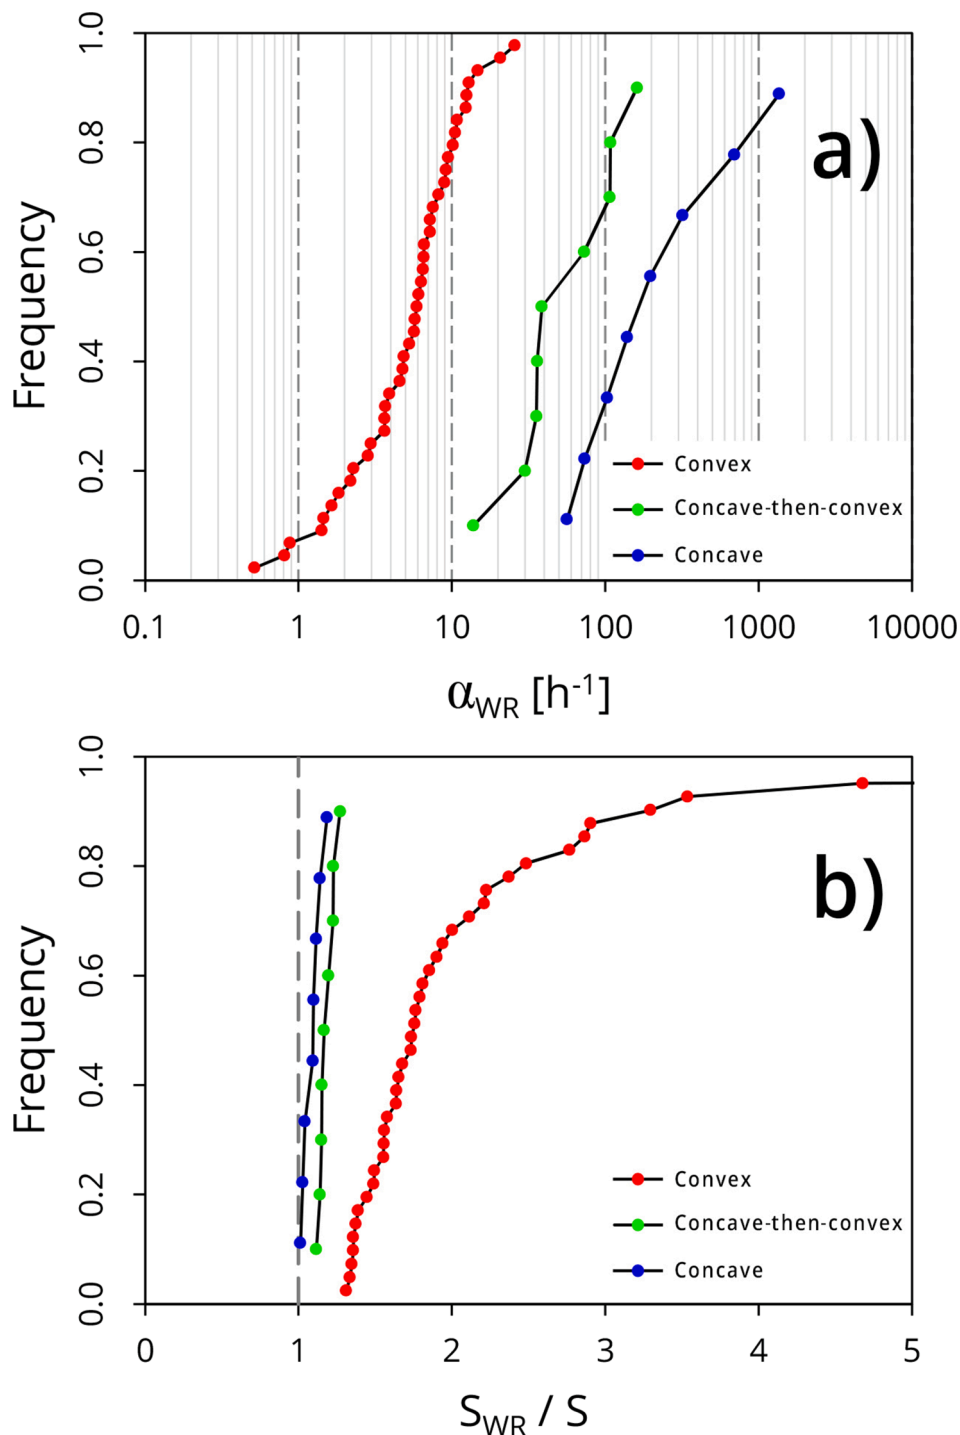 1.0
0.8
0.6
0.4
0.2
0.0
Frequency
a)
Convex
Concave-then-convex
Concave
0.1 1 10 100 1000 10000
αWR [h-1]
1.0
0.8
0.6
0.4
0.2
0.0
Frequency
b)
Convex
Concave-then-convex
Concave
0 1 2 3 4 5
SWR / S